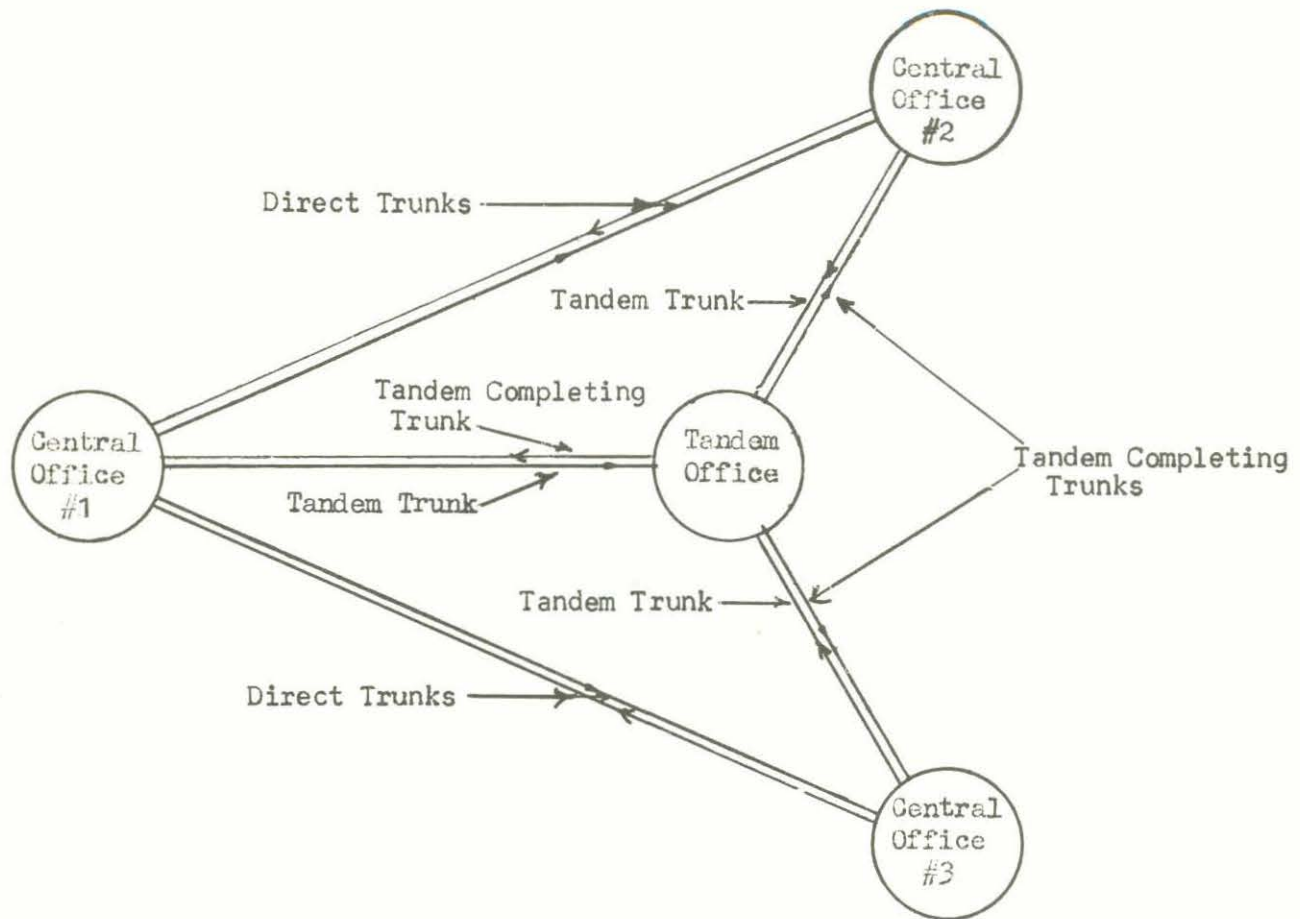 Central
Office
#2
Direct Trunks
Tandem Trunk
Tandem Completing
Trunk
Central
Office
#1
Tandem
Office
Tandem Completing
Trunks
Tandem Trunk
Tandem Trunk
Direct Trunks
Central
Office
#3